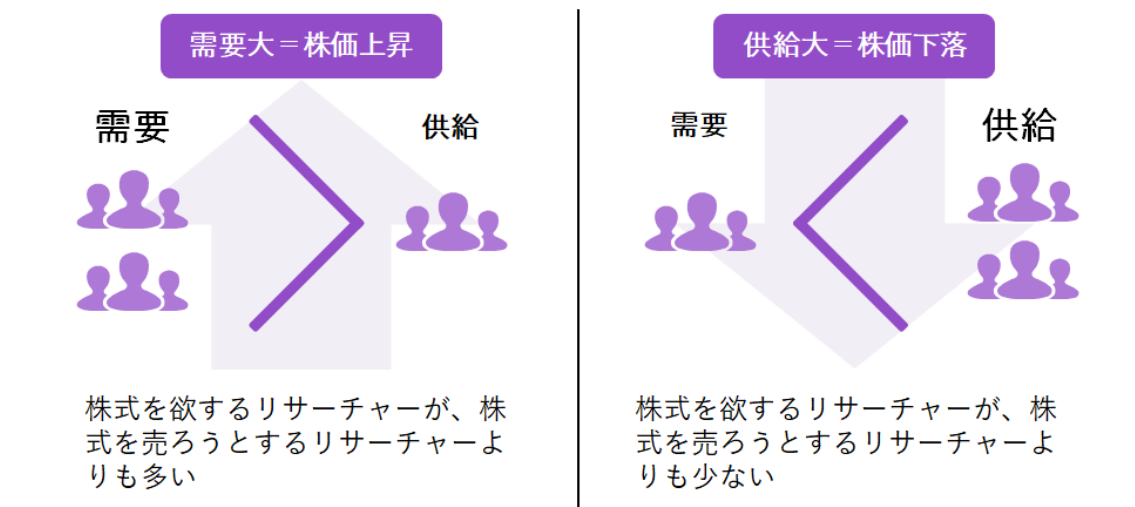 需要大＝株価上昇
需要
供給
株式を欲するリサーチャーが、株
式を売ろうとするリサーチャーよ
りも多い
供給大＝株価下落
需要
供給
株式を欲するリサーチャーが、株
式を売ろうとするリサーチャーよ
りも少ない